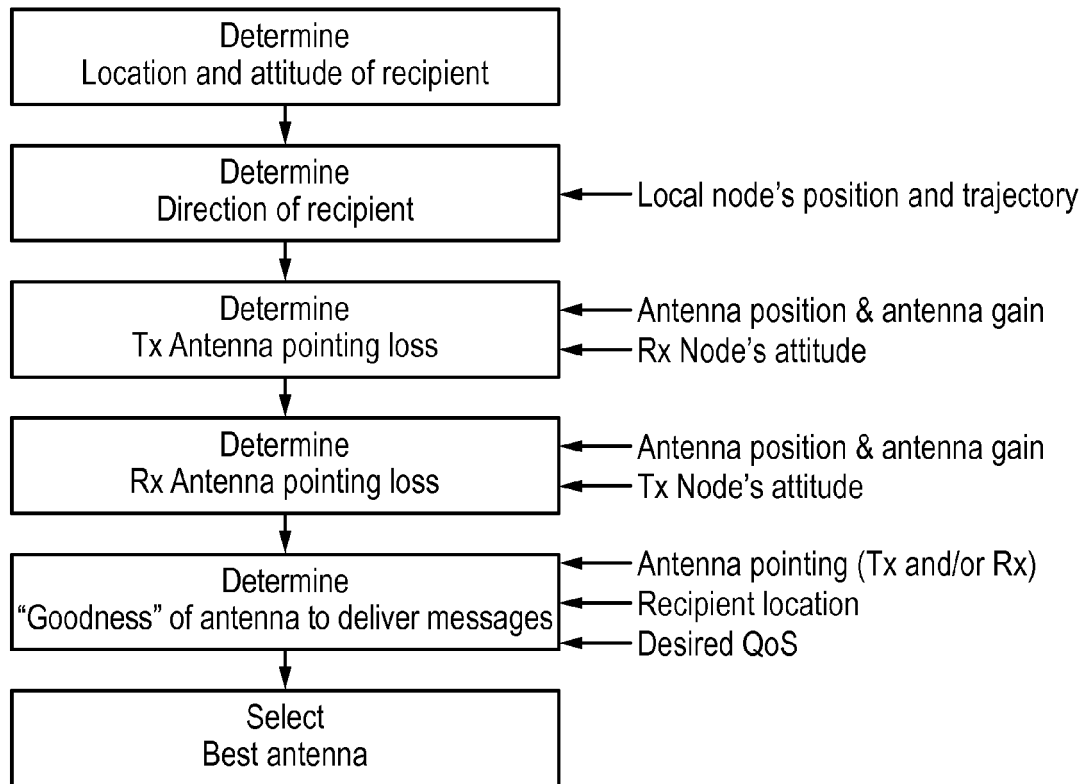 Determine
Location and attitude of recipient
Determine
Direction of recipient
Local node’s position and trajectory
Determine
Tx Antenna pointing loss
Antenna position & antenna gain
Rx Node’s attitude
Determine
Rx Antenna pointing loss
Antenna position & antenna gain
Tx Node’s attitude
Determine
“Goodness” of antenna to deliver messages
Antenna pointing (Tx and/or Rx)
Recipient location
Desired QoS
Select
Best antenna